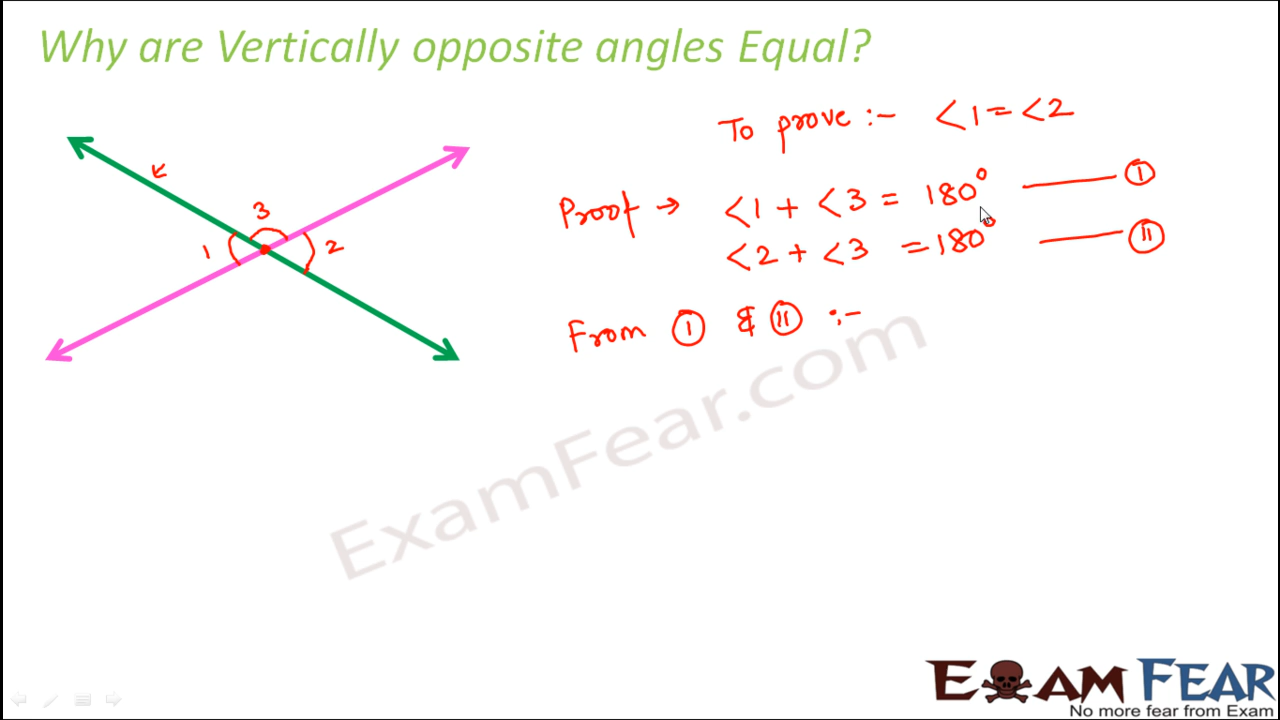 Why are Vertically opposite angles Equal?
To prove :- <1 = <2
Proof → <1 + <3 = 180° —— I
<2 + <3 = 180° —— II
From I & II :-
3
1
2
ExamFear.com
EXAM FEAR
No more fear from Exam